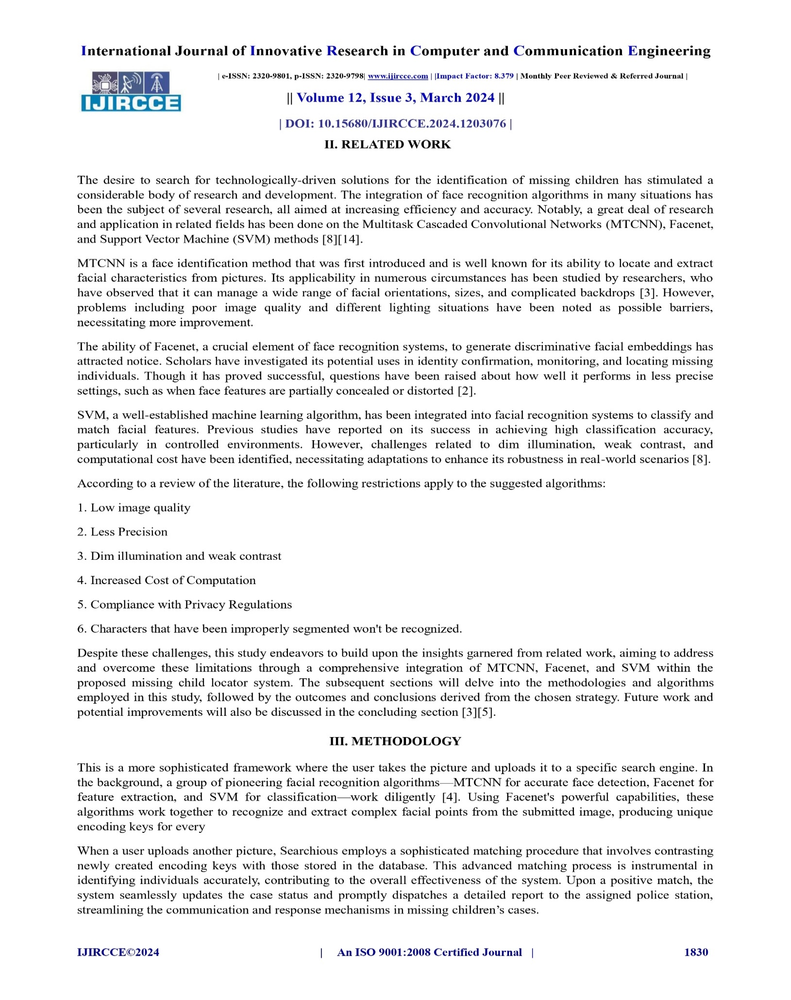 International Journal of Innovative Research in Computer and Communication Engineering
| e-ISSN: 2320-9801, p-ISSN: 2320-9798| www.ijircce.com | |Impact Factor: 8.379 | Monthly Peer Reviewed & Referred Journal |
IJIRCCE
|| Volume 12, Issue 3, March 2024 ||
| DOI: 10.15680/IJIRCCE.2024.1203076 |
II. RELATED WORK
The desire to search for technologically-driven solutions for the identification of missing children has stimulated a
considerable body of research and development. The integration of face recognition algorithms in many situations has
been the subject of several research, all aimed at increasing efficiency and accuracy. Notably, a great deal of research
and application in related fields has been done on the Multitask Cascaded Convolutional Networks (MTCNN), Facenet,
and Support Vector Machine (SVM) methods [8][14].
MTCNN is a face identification method that was first introduced and is well known for its ability to locate and extract
facial characteristics from pictures. Its applicability in numerous circumstances has been studied by researchers, who
have observed that it can manage a wide range of facial orientations, sizes, and complicated backdrops [3]. However,
problems including poor image quality and different lighting situations have been noted as possible barriers,
necessitating more improvement.
The ability of Facenet, a crucial element of face recognition systems, to generate discriminative facial embeddings has
attracted notice. Scholars have investigated its potential uses in identity confirmation, monitoring, and locating missing
individuals. Though it has proved successful, questions have been raised about how well it performs in less precise
settings, such as when face features are partially concealed or distorted [2].
SVM, a well-established machine learning algorithm, has been integrated into facial recognition systems to classify and
match facial features. Previous studies have reported on its success in achieving high classification accuracy,
particularly in controlled environments. However, challenges related to dim illumination, weak contrast, and
computational cost have been identified, necessitating adaptations to enhance its robustness in real-world scenarios [8].
According to a review of the literature, the following restrictions apply to the suggested algorithms:
1. Low image quality
2. Less Precision
3. Dim illumination and weak contrast
4. Increased Cost of Computation
5. Compliance with Privacy Regulations
6. Characters that have been improperly segmented won't be recognized.
Despite these challenges, this study endeavors to build upon the insights garnered from related work, aiming to address
and overcome these limitations through a comprehensive integration of MTCNN, Facenet, and SVM within the
proposed missing child locator system. The subsequent sections will delve into the methodologies and algorithms
employed in this study, followed by the outcomes and conclusions derived from the chosen strategy. Future work and
potential improvements will also be discussed in the concluding section [3][5].
III. METHODOLOGY
This is a more sophisticated framework where the user takes the picture and uploads it to a specific search engine. In
the background, a group of pioneering facial recognition algorithms—MTCNN for accurate face detection, Facenet for
feature extraction, and SVM for classification—work diligently [4]. Using Facenet's powerful capabilities, these
algorithms work together to recognize and extract complex facial points from the submitted image, producing unique
encoding keys for every
When a user uploads another picture, Searchious employs a sophisticated matching procedure that involves contrasting
newly created encoding keys with those stored in the database. This advanced matching process is instrumental in
identifying individuals accurately, contributing to the overall effectiveness of the system. Upon a positive match, the
system seamlessly updates the case status and promptly dispatches a detailed report to the assigned police station,
streamlining the communication and response mechanisms in missing children’s cases.
IJIRCCE©2024 | An ISO 9001:2008 Certified Journal | 1830